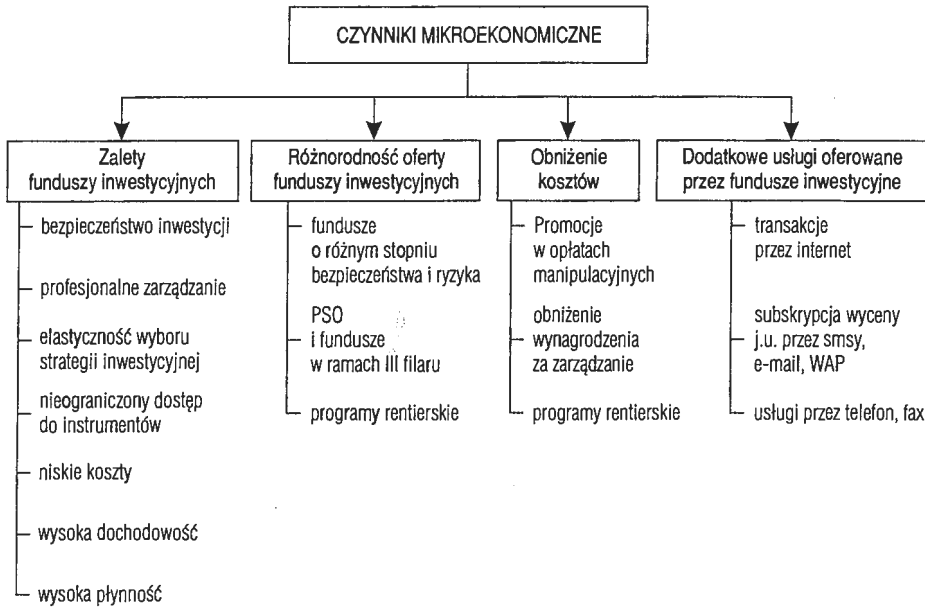 CZYNNIKI MIKROEKONOMICZNE
Zalety
funduszy inwestycyjnych
bezpieczeństwo inwestycji
profesjonalne zarządzanie
elastyczność wyboru
strategii inwestycyjnej
nieograniczony dostęp
do instrumentów
niskie koszty
wysoka dochodowość
wysoka płynność
Różnorodność oferty
funduszy inwestycyjnych
fundusze
o różnym stopniu
bezpieczeństwa i ryzyka
PSO
i fundusze
w ramach III filaru
programy rentierskie
Obniżenie
kosztów
Promocje
w opłatach
manipulacyjnych
obniżenie
wynagrodzenia
za zarządzanie
programy rentierskie
Dodatkowe usługi oferowane
przez fundusze inwestycyjne
transakcje
przez internet
subskrypcja wyceny
j.u. przez smsy,
e-mail, WAP
usługi przez telefon, fax